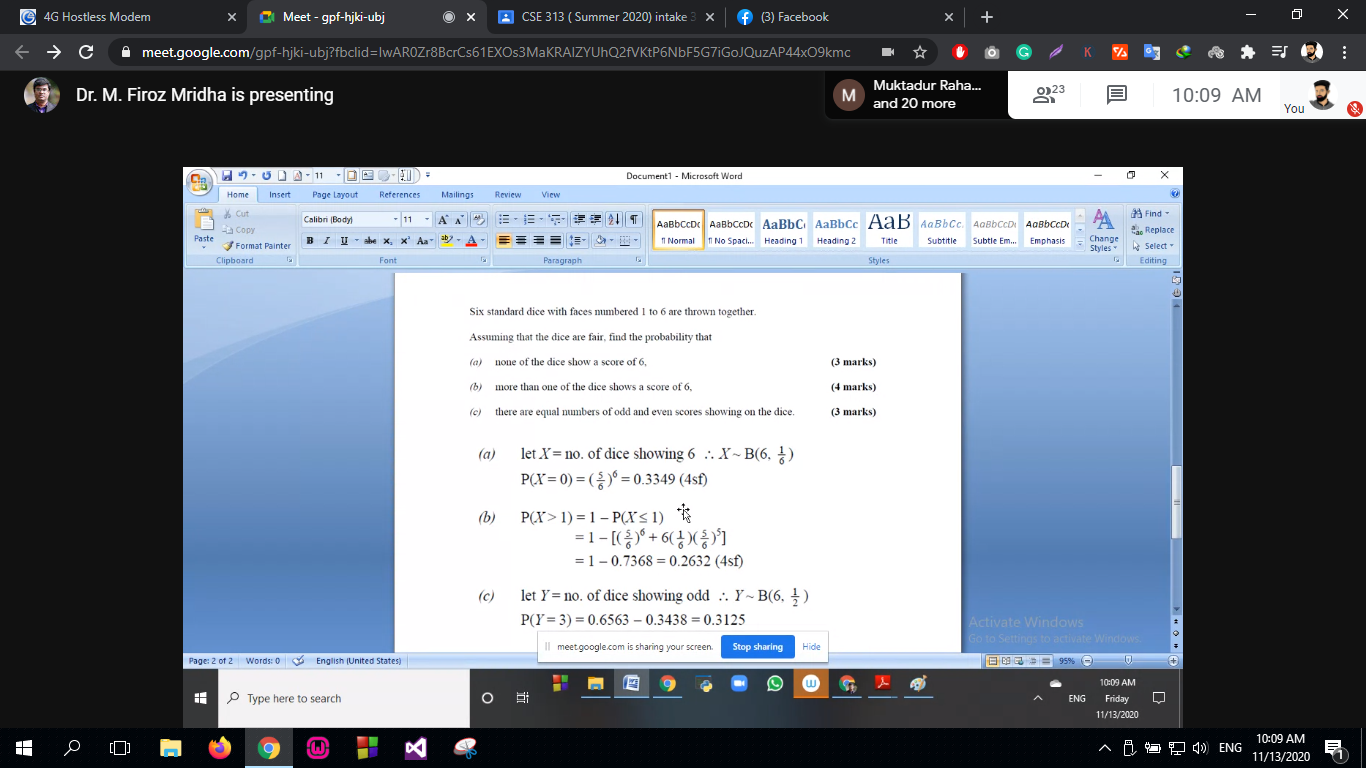 4G Hostless Modem
Meet - gpf-hjki-ubj
CSE 313 ( Summer 2020) intake 3
(3) Facebook
meet.google.com/gpf-hjki-ubj?fbclid=IwAR0Zr8BcrCs61EXOs3MaKRAlZYUhQ2fVKtP6NbF5G7iGoJQuzAP44xO9kmc
Dr. M. Firoz Mridha is presenting
M
Muktadur Raha...
and 20 more
23
10:09 AM
You
Document1 - Microsoft Word
Home Insert Page Layout References Mailings Review View
Paste
Cut
Copy
Format Painter
Clipboard
Calibri (Body) 11
Font
Paragraph
AaBbCcDc AaBbCcDc AaBbC AaBbCc AaB AaBbCc. AaBbCcDc AaBbCcDc
¶ Normal ¶ No Spaci... Heading 1 Heading 2 Title Subtitle Subtle Em... Emphasis
Change Styles
Styles
Find
Replace
Select
Editing
Six standard dice with faces numbered 1 to 6 are thrown together.
Assuming that the dice are fair, find the probability that
(a) none of the dice show a score of 6, (3 marks)
(b) more than one of the dice shows a score of 6, (4 marks)
(c) there are equal numbers of odd and even scores showing on the dice. (3 marks)
(a) let X = no. of dice showing 6 ∴ X ~ B(6, 1/6)
P(X = 0) = (5/6)^6 = 0.3349 (4sf)
(b) P(X > 1) = 1 – P(X ≤ 1)
= 1 – [(5/6)^6 + 6(1/6)(5/6)^5]
= 1 – 0.7368 = 0.2632 (4sf)
(c) let Y = no. of dice showing odd ∴ Y ~ B(6, 1/2)
P(Y = 3) = 0.6563 – 0.3438 = 0.3125
Activate Windows
Go to Settings to activate Windows.
meet.google.com is sharing your screen. Stop sharing Hide
Page: 2 of 2 Words: 0 English (United States) 95%
Type here to search
ENG
10:09 AM
Friday
11/13/2020
ENG
10:09 AM
11/13/2020
1